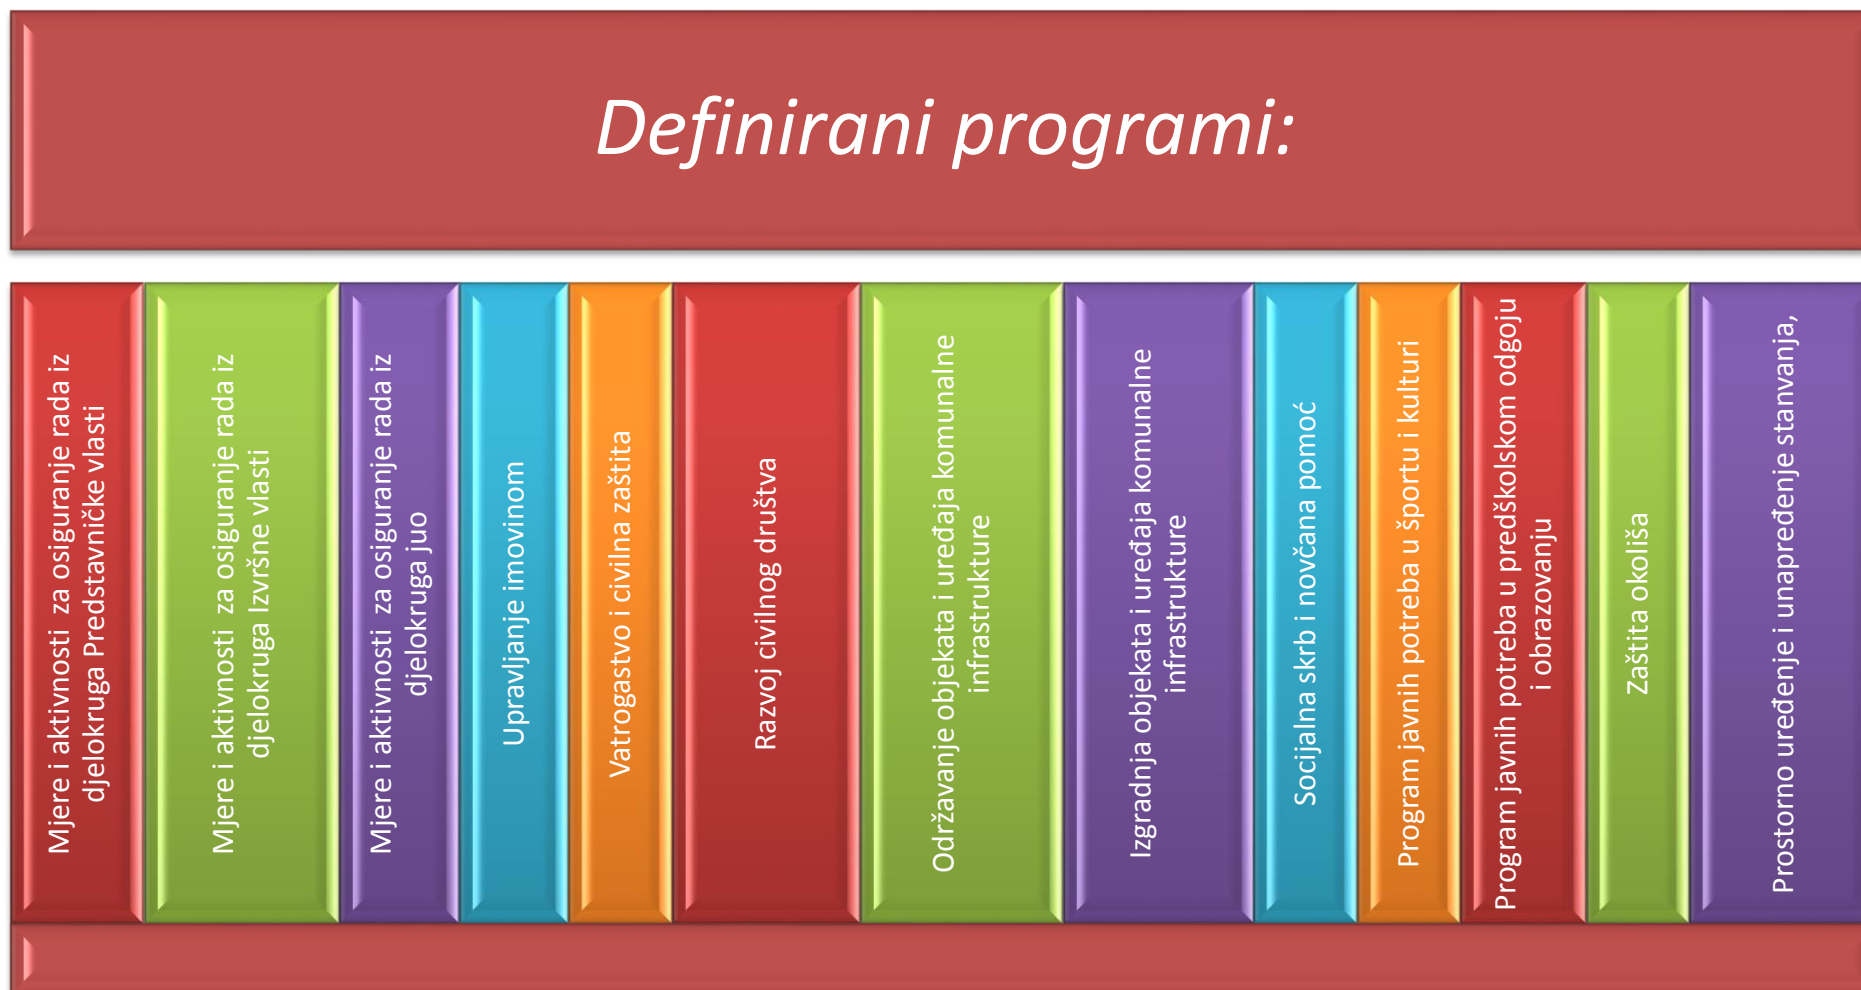 Definirani programi:
Mjere i aktivnosti  za osiguranje rada iz
djelokruga Predstavničke vlasti
Mjere i aktivnosti  za osiguranje rada iz
djelokruga Izvršne vlasti
Mjere i aktivnosti  za osiguranje rada iz
djelokruga juo
Upravljanje imovinom
Vatrogastvo i civilna zaštita
Razvoj civilnog društva
Održavanje objekata i uređaja komunalne
infrastrukture
Izgradnja objekata i uređaja komunalne
infrastrukture
Socijalna skrb i novčana pomoć
Program javnih potreba u športu i kulturi
Program javnih potreba u predškolskom odgoju
i obrazovanju
Zaštita okoliša
Prostorno uređenje i unapređenje stanvanja,